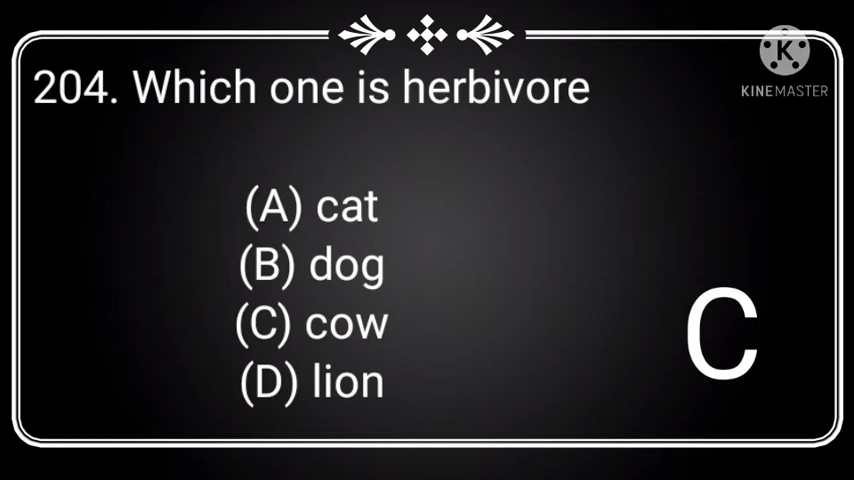 K
KINEMASTER
204. Which one is herbivore
(A) cat
(B) dog
(C) cow
(D) lion
C